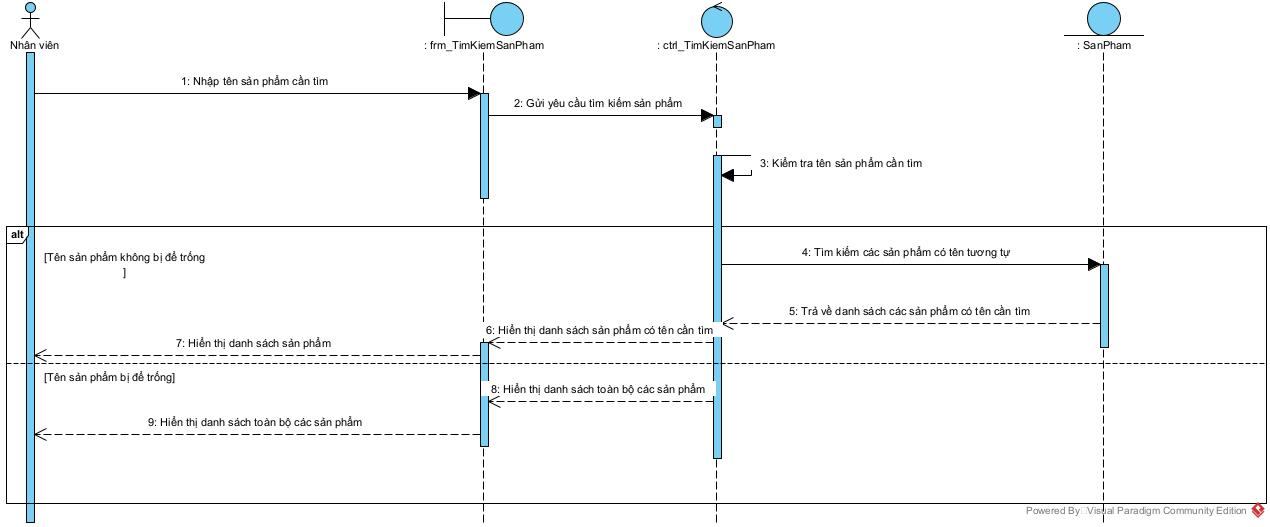 Nhân viên
: frm_TimKiemSanPham
: ctrl_TimKiemSanPham
: SanPham
1: Nhập tên sản phẩm cần tìm
2: Gửi yêu cầu tìm kiếm sản phẩm
3: Kiểm tra tên sản phẩm cần tìm
alt
[Tên sản phẩm không bị để trống
]
4: Tìm kiếm các sản phẩm có tên tương tự
5: Trả về danh sách các sản phẩm có tên cần tìm
6: Hiển thị danh sách sản phẩm có tên cần tìm
7: Hiển thị danh sách sản phẩm
[Tên sản phẩm bị để trống]
8: Hiển thị danh sách toàn bộ các sản phẩm
9: Hiển thị danh sách toàn bộ các sản phẩm
Powered By Visual Paradigm Community Edition